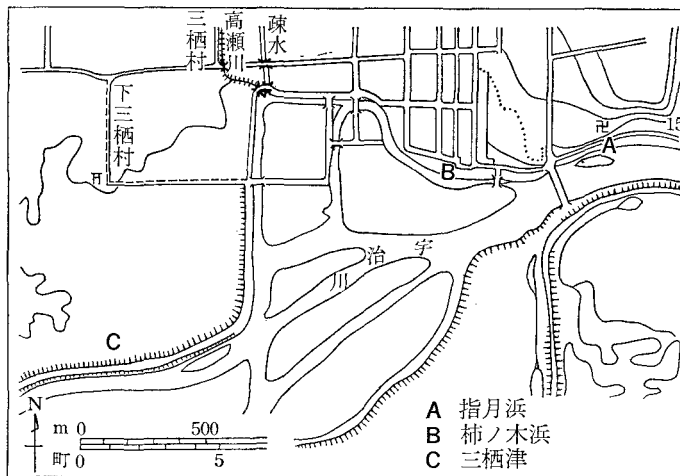 三栖村
高瀬川
疎水
下三栖村
卍
15
A
B
宇治川
C
N
m 0 500
町 0 5
A 指月浜
B 柿ノ木浜
C 三栖津